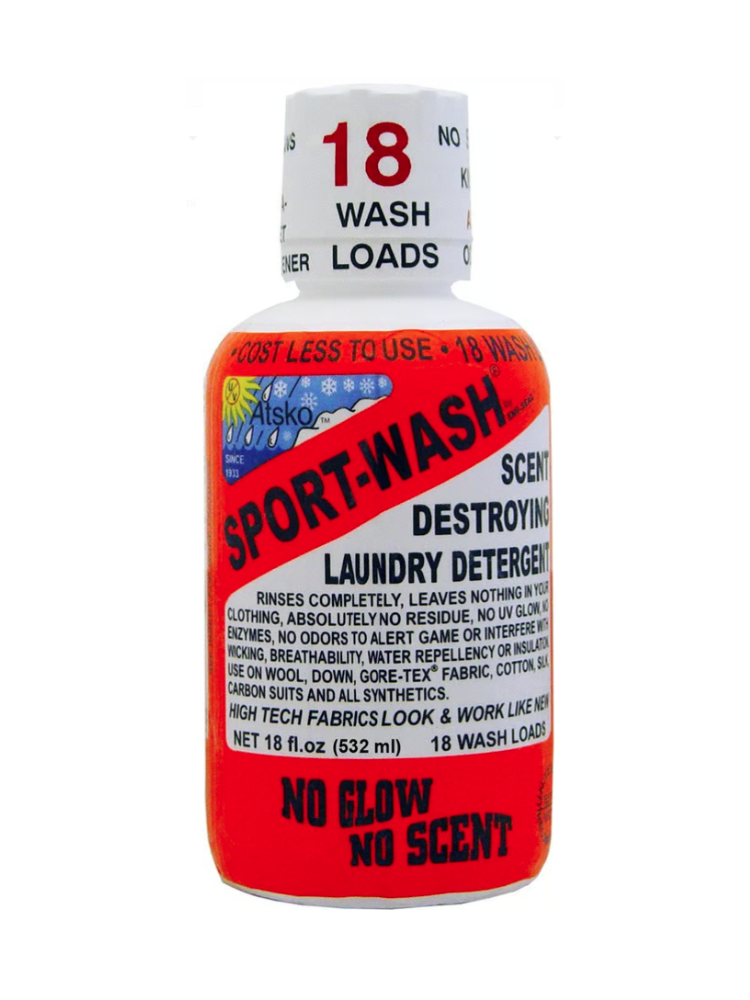 18
NO
WASH
LOADS
• COST LESS TO USE • 18 WASH
Atsko™
SINCE
1933
SPORT-WASH®
SCENT
DESTROYING
LAUNDRY DETERGENT
RINSES COMPLETELY, LEAVES NOTHING IN YOUR
CLOTHING, ABSOLUTELY NO RESIDUE, NO UV GLOW, NO
ENZYMES, NO ODORS TO ALERT GAME OR INTERFERE WITH
WICKING, BREATHABILITY, WATER REPELLENCY OR INSULATION.
USE ON WOOL, DOWN, GORE-TEX® FABRIC, COTTON, SILK,
CARBON SUITS AND ALL SYNTHETICS.
HIGH TECH FABRICS LOOK & WORK LIKE NEW
NET 18 fl.oz (532 ml) 18 WASH LOADS
NO GLOW
NO SCENT